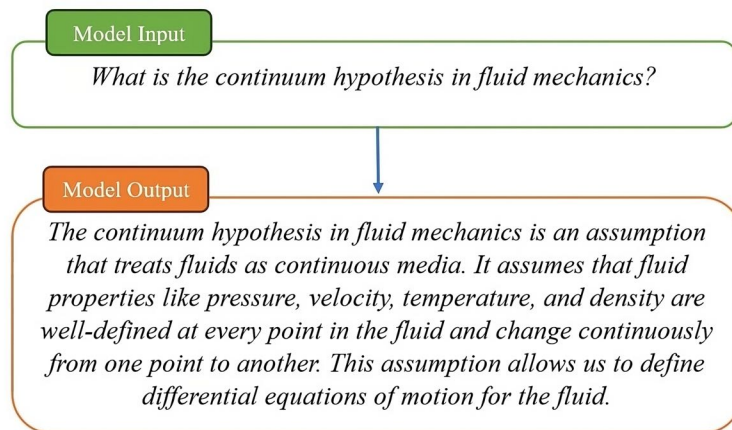 Model Input
What is the continuum hypothesis in fluid mechanics?
Model Output
The continuum hypothesis in fluid mechanics is an assumption
that treats fluids as continuous media. It assumes that fluid
properties like pressure, velocity, temperature, and density are
well-defined at every point in the fluid and change continuously
from one point to another. This assumption allows us to define
differential equations of motion for the fluid.